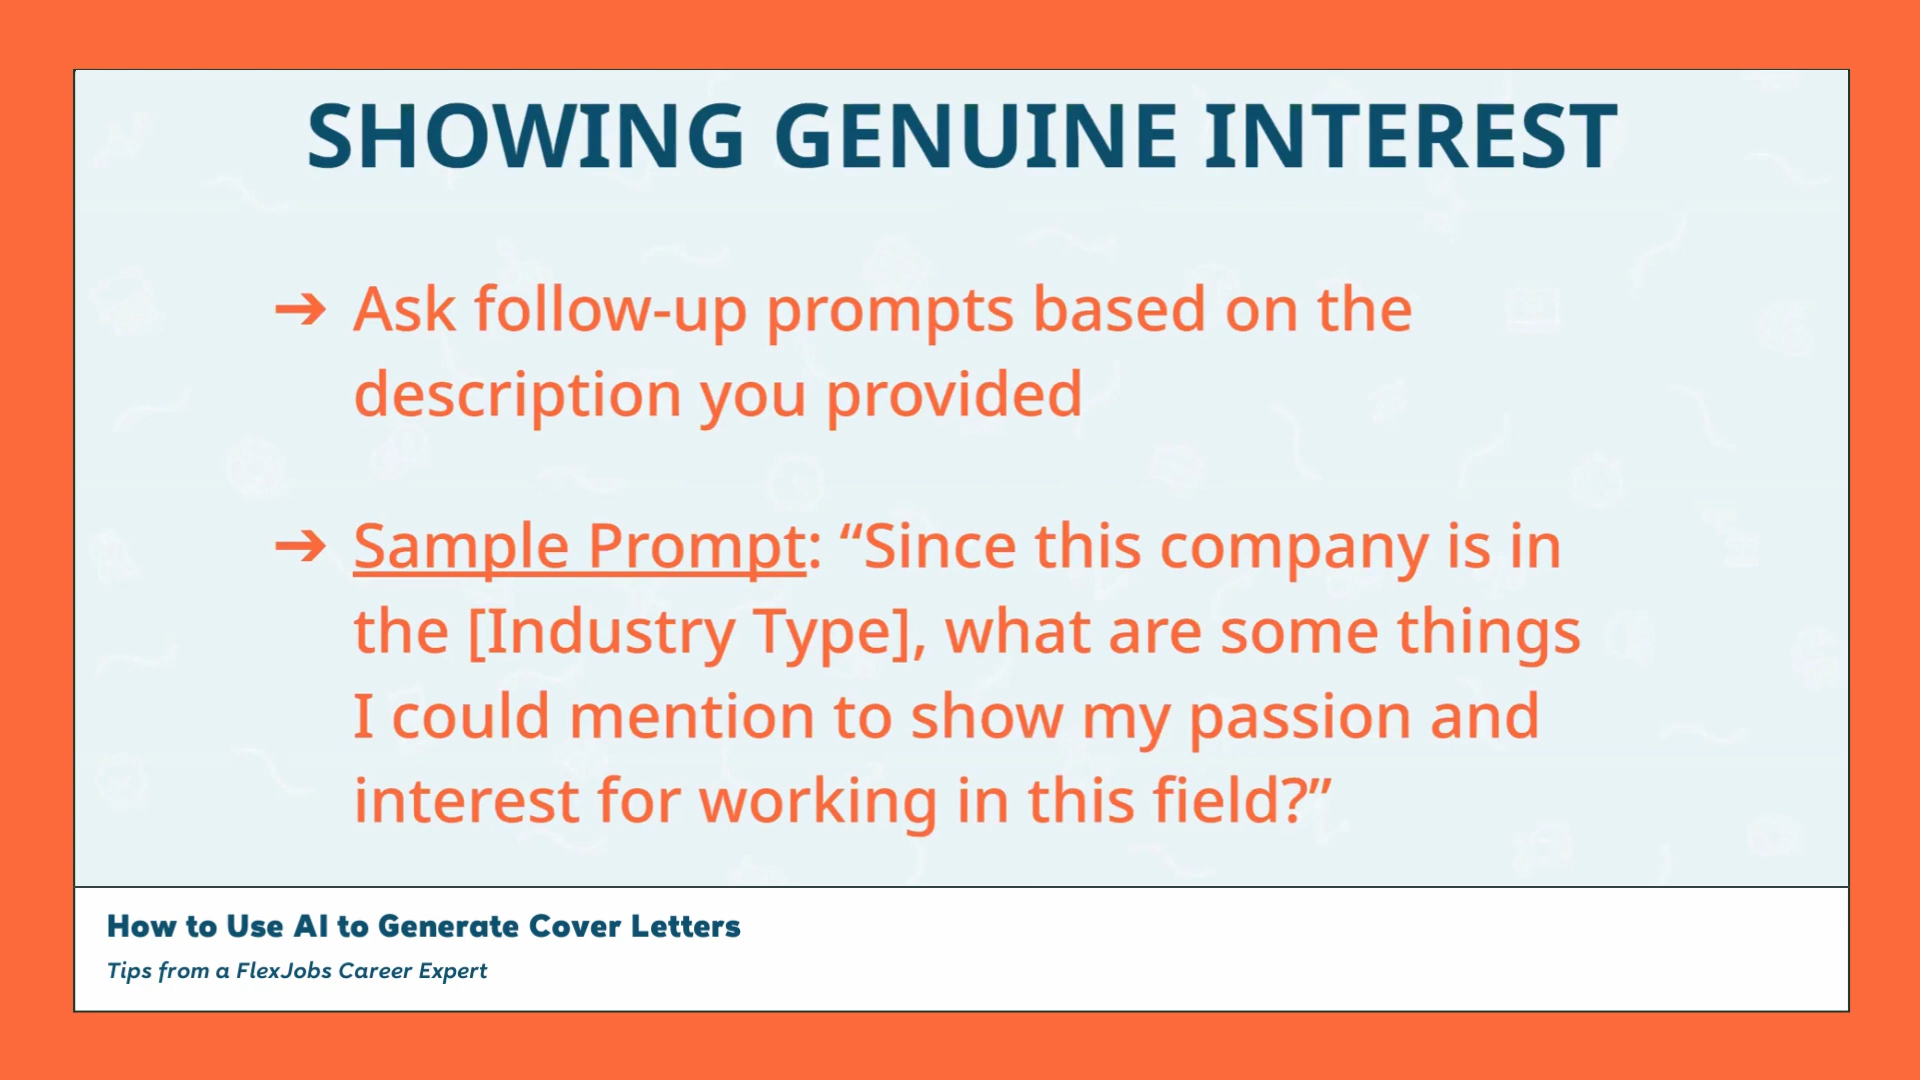 SHOWING GENUINE INTEREST
➔ Ask follow-up prompts based on the
description you provided
➔ Sample Prompt: “Since this company is in
the [Industry Type], what are some things
I could mention to show my passion and
interest for working in this field?”
How to Use AI to Generate Cover Letters
Tips from a FlexJobs Career Expert